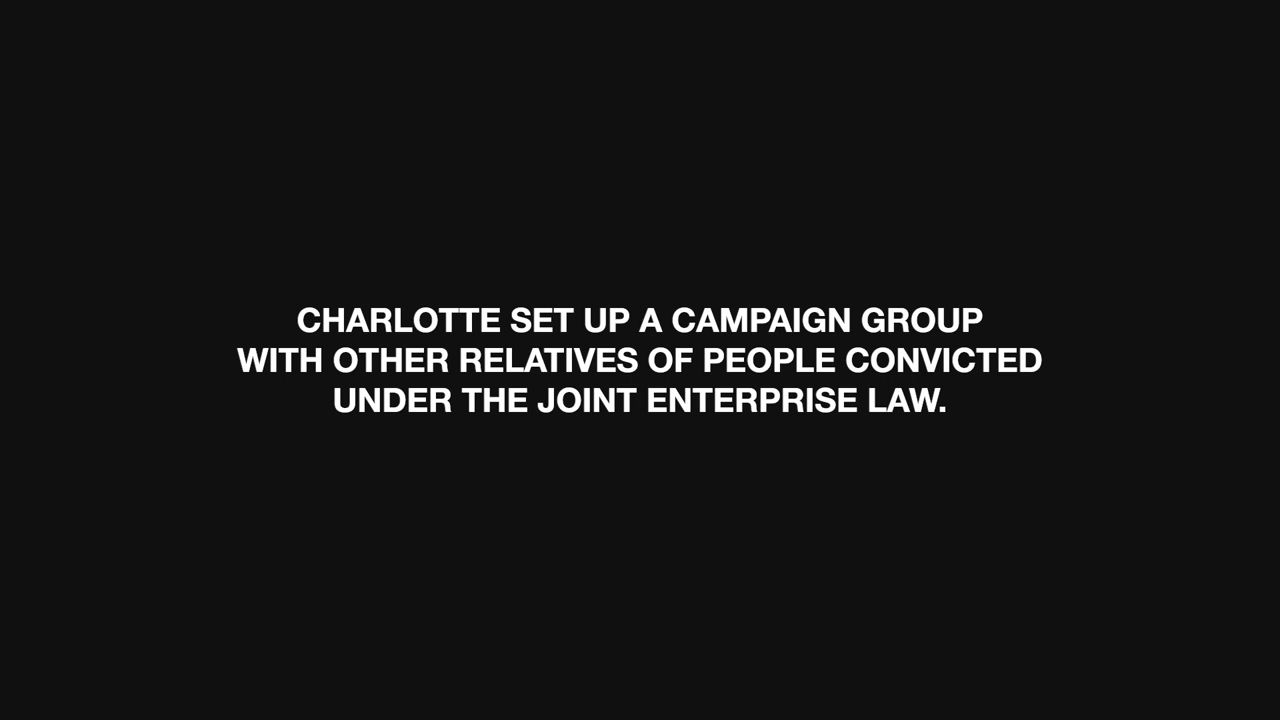 CHARLOTTE SET UP A CAMPAIGN GROUP
WITH OTHER RELATIVES OF PEOPLE CONVICTED
UNDER THE JOINT ENTERPRISE LAW.